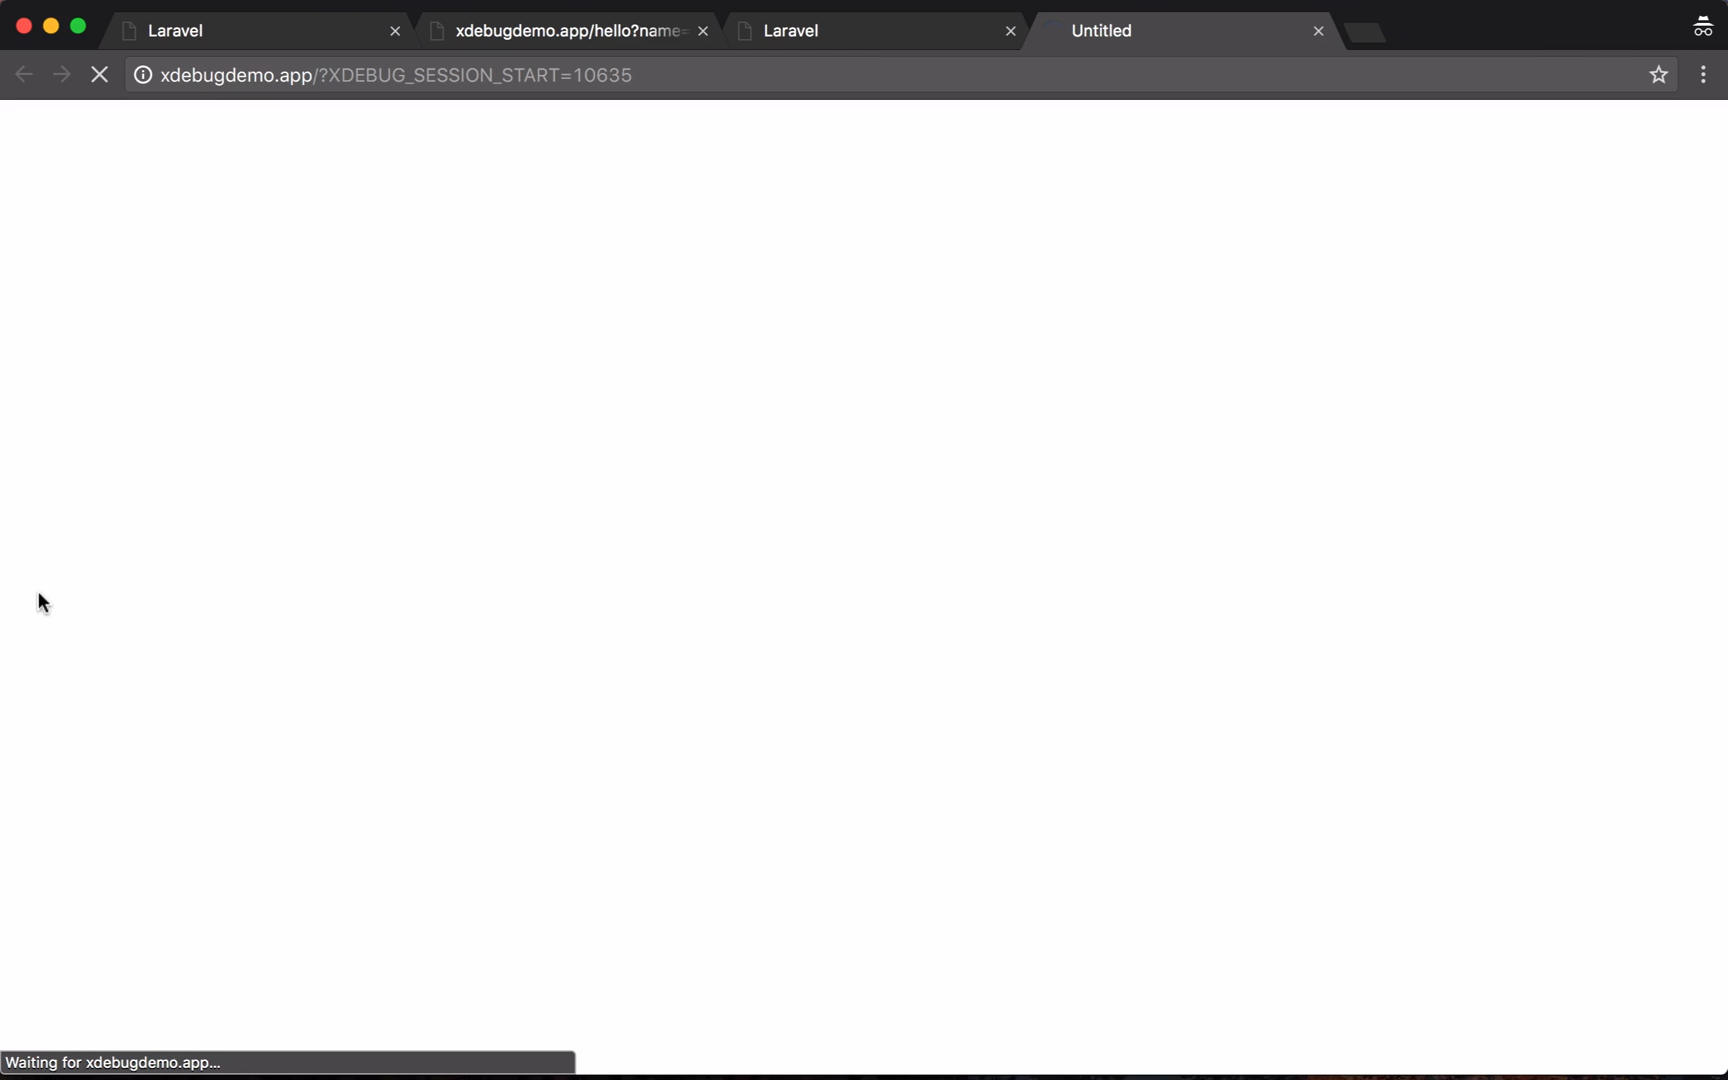 Laravel
xdebugdemo.app/hello?name=
Laravel
Untitled
xdebugdemo.app/?XDEBUG_SESSION_START=10635
Waiting for xdebugdemo.app...